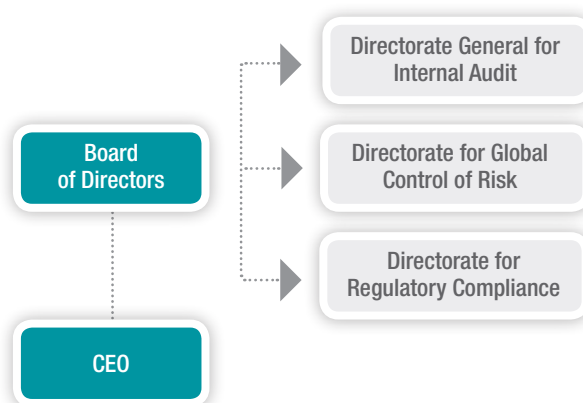 Directorate General for
Internal Audit
Board
of Directors
Directorate for Global
Control of Risk
Directorate for
Regulatory Compliance
CEO